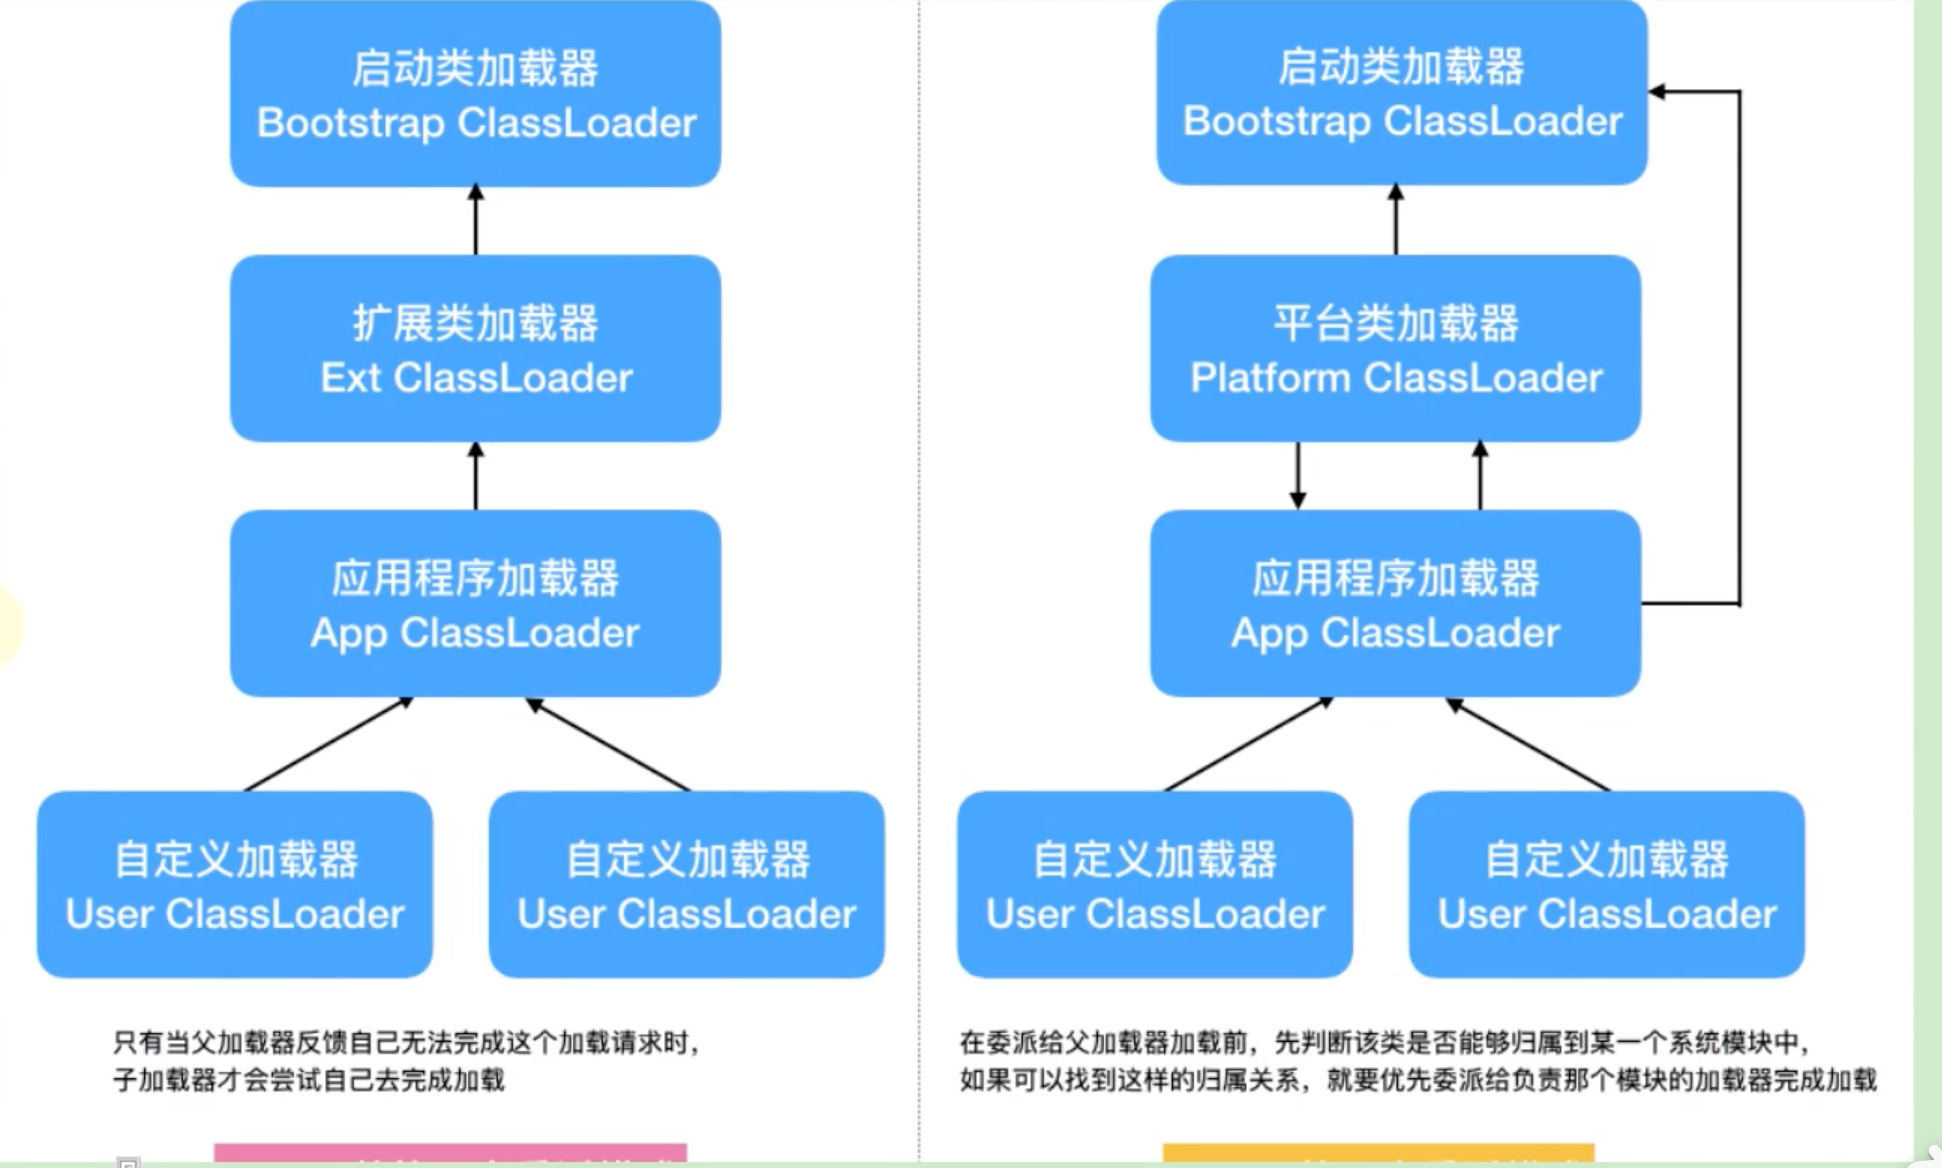 启动类加载器
Bootstrap ClassLoader
扩展类加载器
Ext ClassLoader
应用程序加载器
App ClassLoader
自定义加载器
User ClassLoader
自定义加载器
User ClassLoader
只有当父加载器反馈自己无法完成这个加载请求时,
子加载器才会尝试自己去完成加载
启动类加载器
Bootstrap ClassLoader
平台类加载器
Platform ClassLoader
应用程序加载器
App ClassLoader
自定义加载器
User ClassLoader
自定义加载器
User ClassLoader
在委派给父加载器加载前，先判断该类是否能够归属到某一个系统模块中,
如果可以找到这样的归属关系，就要优先委派给负责那个模块的加载器完成加载